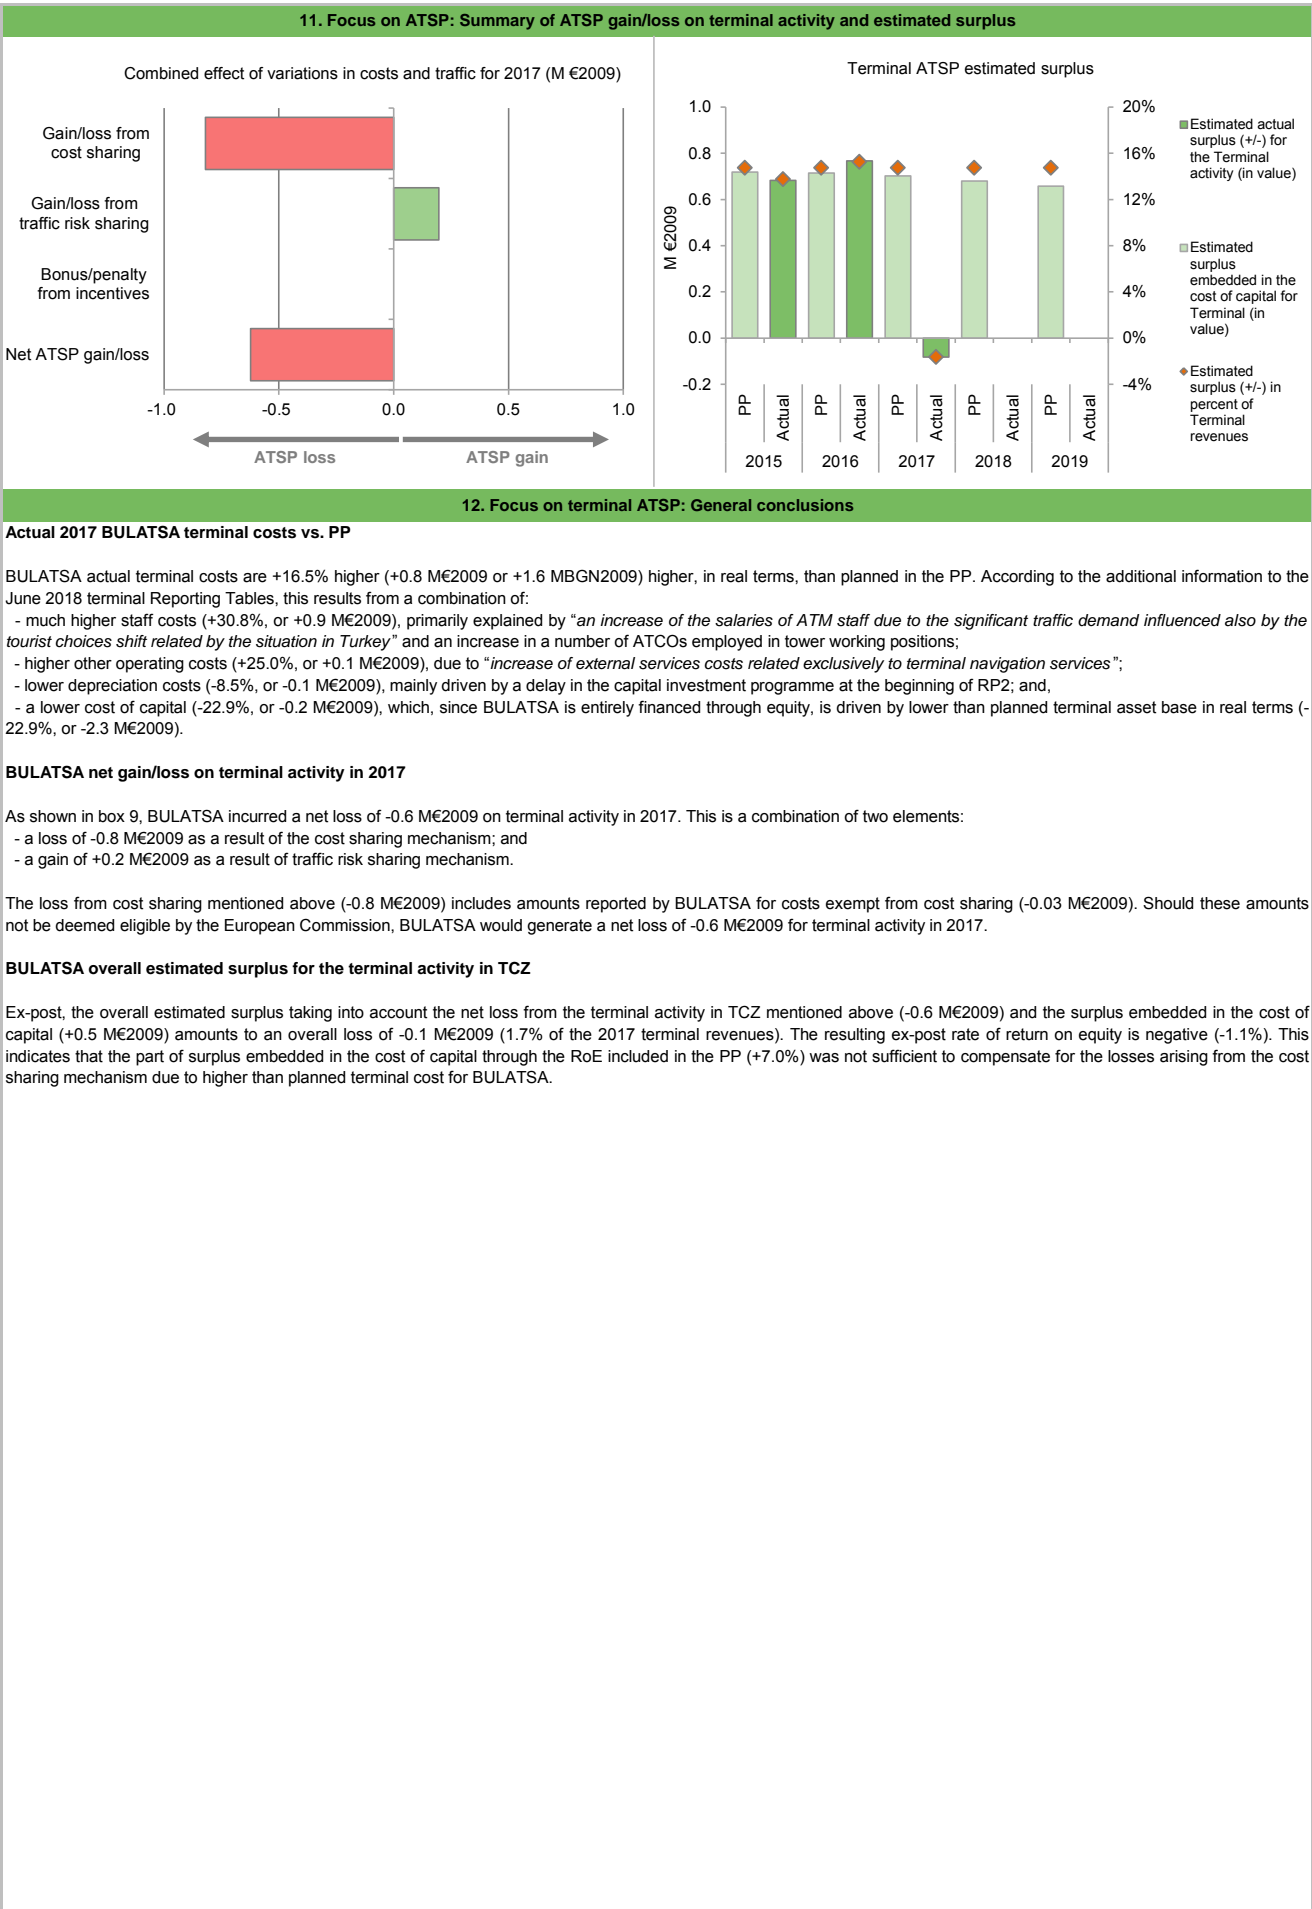 11. Focus on ATSP: Summary of ATSP gain/loss on terminal activity and estimated surplus
Combined effect of variations in costs and traffic for 2017 (M €2009)
Gain/loss from
cost sharing
Gain/loss from
traffic risk sharing
Bonus/penalty
from incentives
Net ATSP gain/loss
-1.0 -0.5 0.0 0.5 1.0
ATSP loss ATSP gain
Terminal ATSP estimated surplus
M €2009
1.0
0.8
0.6
0.4
0.2
0.0
-0.2
20%
16%
12%
8%
4%
0%
-4%
PP Actual PP Actual PP Actual PP Actual PP Actual
2015 2016 2017 2018 2019
Estimated actual
surplus (+/-) for
the Terminal
activity (in value)
Estimated
surplus
embedded in the
cost of capital for
Terminal (in
value)
Estimated
surplus (+/-) in
percent of
Terminal
revenues
12. Focus on terminal ATSP: General conclusions
Actual 2017 BULATSA terminal costs vs. PP
BULATSA actual terminal costs are +16.5% higher (+0.8 M€2009 or +1.6 MBGN2009) higher, in real terms, than planned in the PP. According to the additional information to the
June 2018 terminal Reporting Tables, this results from a combination of:
- much higher staff costs (+30.8%, or +0.9 M€2009), primarily explained by “an increase of the salaries of ATM staff due to the significant traffic demand influenced also by the
tourist choices shift related by the situation in Turkey” and an increase in a number of ATCOs employed in tower working positions;
- higher other operating costs (+25.0%, or +0.1 M€2009), due to “increase of external services costs related exclusively to terminal navigation services”;
- lower depreciation costs (-8.5%, or -0.1 M€2009), mainly driven by a delay in the capital investment programme at the beginning of RP2; and,
- a lower cost of capital (-22.9%, or -0.2 M€2009), which, since BULATSA is entirely financed through equity, is driven by lower than planned terminal asset base in real terms (-
22.9%, or -2.3 M€2009).
BULATSA net gain/loss on terminal activity in 2017
As shown in box 9, BULATSA incurred a net loss of -0.6 M€2009 on terminal activity in 2017. This is a combination of two elements:
- a loss of -0.8 M€2009 as a result of the cost sharing mechanism; and
- a gain of +0.2 M€2009 as a result of traffic risk sharing mechanism.
The loss from cost sharing mentioned above (-0.8 M€2009) includes amounts reported by BULATSA for costs exempt from cost sharing (-0.03 M€2009). Should these amounts
not be deemed eligible by the European Commission, BULATSA would generate a net loss of -0.6 M€2009 for terminal activity in 2017.
BULATSA overall estimated surplus for the terminal activity in TCZ
Ex-post, the overall estimated surplus taking into account the net loss from the terminal activity in TCZ mentioned above (-0.6 M€2009) and the surplus embedded in the cost of
capital (+0.5 M€2009) amounts to an overall loss of -0.1 M€2009 (1.7% of the 2017 terminal revenues). The resulting ex-post rate of return on equity is negative (-1.1%). This
indicates that the part of surplus embedded in the cost of capital through the RoE included in the PP (+7.0%) was not sufficient to compensate for the losses arising from the cost
sharing mechanism due to higher than planned terminal cost for BULATSA.